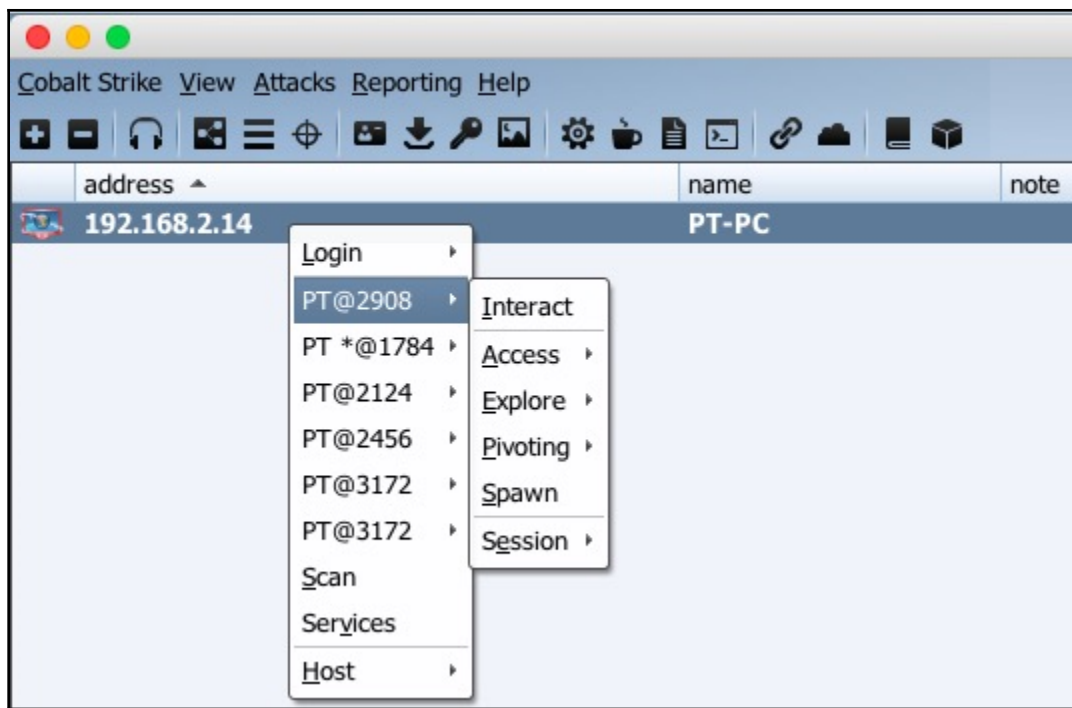 Cobalt Strike View Attacks Reporting Help
address name note
192.168.2.14 PT-PC
Login
PT@2908
PT *@1784
PT@2124
PT@2456
PT@3172
PT@3172
Scan
Services
Host
Interact
Access
Explore
Pivoting
Spawn
Session